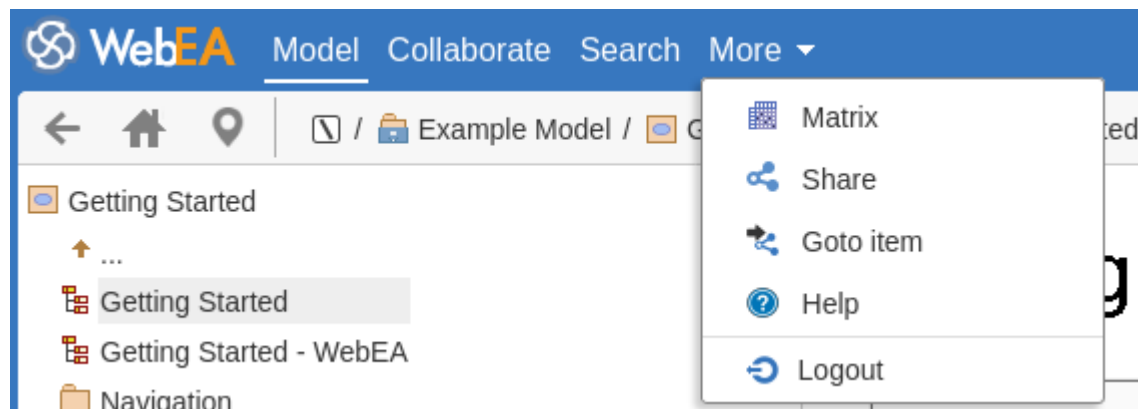 WebEA Model Collaborate Search More
/ Example Model /
Matrix
Share
Goto item
Help
Logout
Getting Started
...
Getting Started
Getting Started - WebEA
Navigation